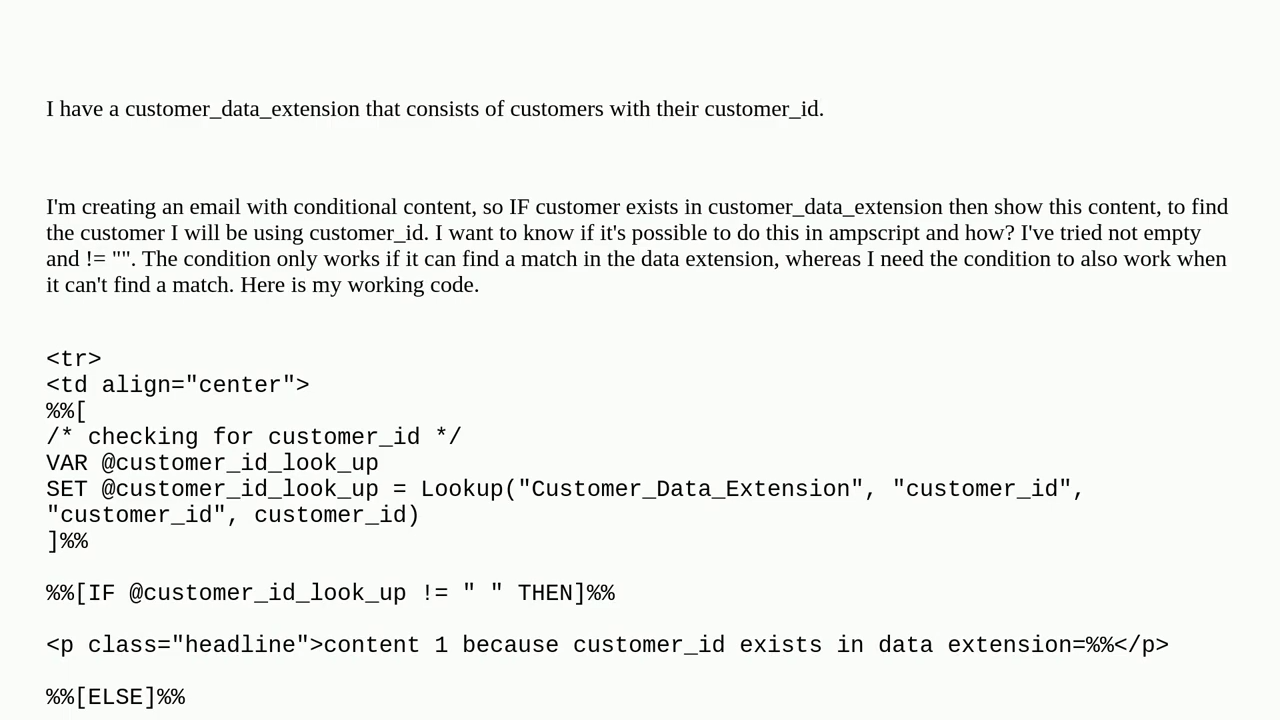 I have a customer_data_extension that consists of customers with their customer_id.
I'm creating an email with conditional content, so IF customer exists in customer_data_extension then show this content, to find
the customer I will be using customer_id. I want to know if it's possible to do this in ampscript and how? I've tried not empty
and != "". The condition only works if it can find a match in the data extension, whereas I need the condition to also work when
it can't find a match. Here is my working code.
<tr>
<td align="center">
%%[
/* checking for customer_id */
VAR @customer_id_look_up
SET @customer_id_look_up = Lookup("Customer_Data_Extension", "customer_id",
"customer_id", customer_id)
]%%
%%[IF @customer_id_look_up != " " THEN]%%
<p class="headline">content 1 because customer_id exists in data extension=%%</p>
%%[ELSE]%%